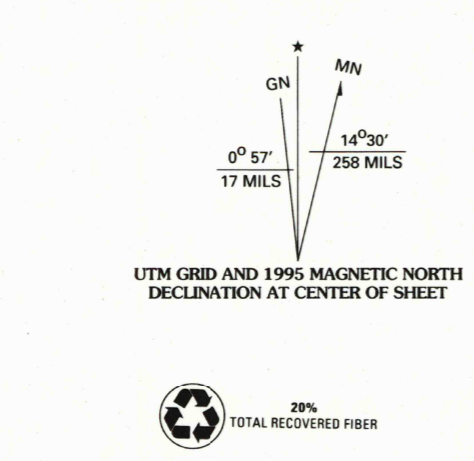 ★
GN
MN
0° 57'
17 MILS
14°30'
258 MILS
UTM GRID AND 1995 MAGNETIC NORTH
DECLINATION AT CENTER OF SHEET
20%
TOTAL RECOVERED FIBER